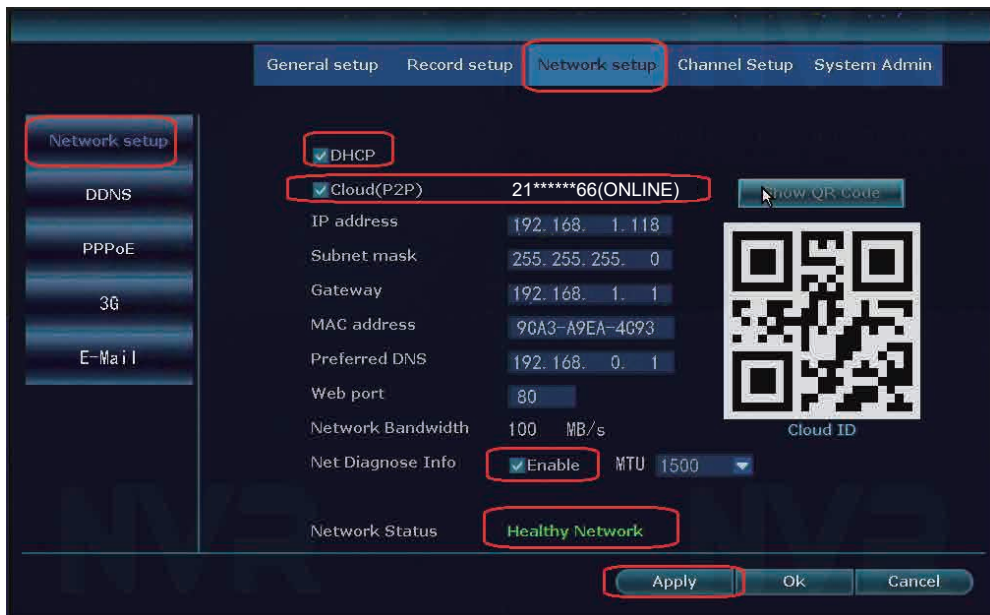 General setup Record setup Network setup Channel Setup System Admin
Network setup
DDNS
PPPoE
3G
E-Mail
DHCP
Cloud(P2P) 21******66(ONLINE) Show QR Code
IP address 192.168. 1.118
Subnet mask 255.255.255. 0
Gateway 192.168. 1. 1
MAC address 9CA3-A9EA-4C93
Preferred DNS 192.168. 0. 1
Web port 80
Network Bandwidth 100 MB/s
Cloud ID
Net Diagnose Info Enable MTU 1500
Network Status Healthy Network
Apply Ok Cancel
NVR NVR